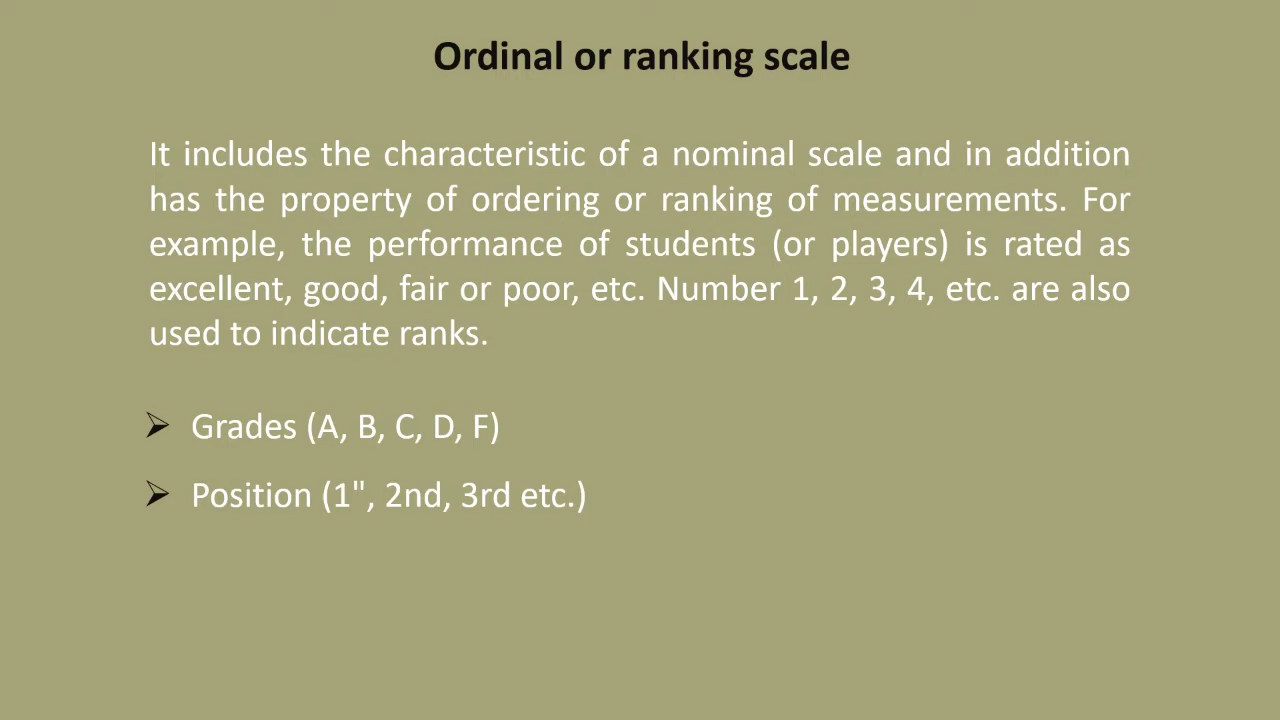 Ordinal or ranking scale
It includes the characteristic of a nominal scale and in addition
has the property of ordering or ranking of measurements. For
example, the performance of students (or players) is rated as
excellent, good, fair or poor, etc. Number 1, 2, 3, 4, etc. are also
used to indicate ranks.
➢ Grades (A, B, C, D, F)
➢ Position (1", 2nd, 3rd etc.)